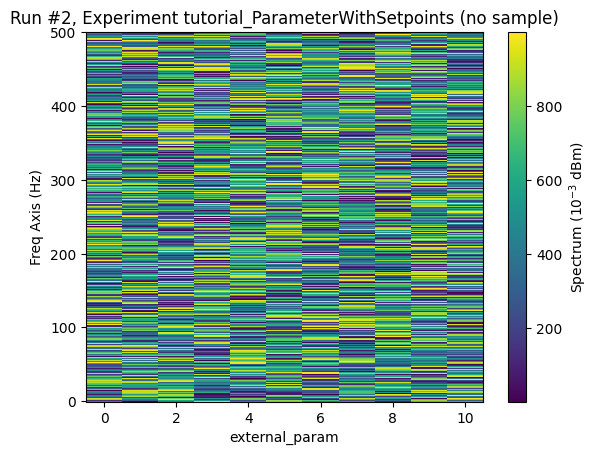 Run #2, Experiment tutorial_ParameterWithSetpoints (no sample)
500
400
300
200
100
0
Freq Axis (Hz)
0 2 4 6 8 10
external_param
800
600
400
200
Spectrum (10⁻³ dBm)